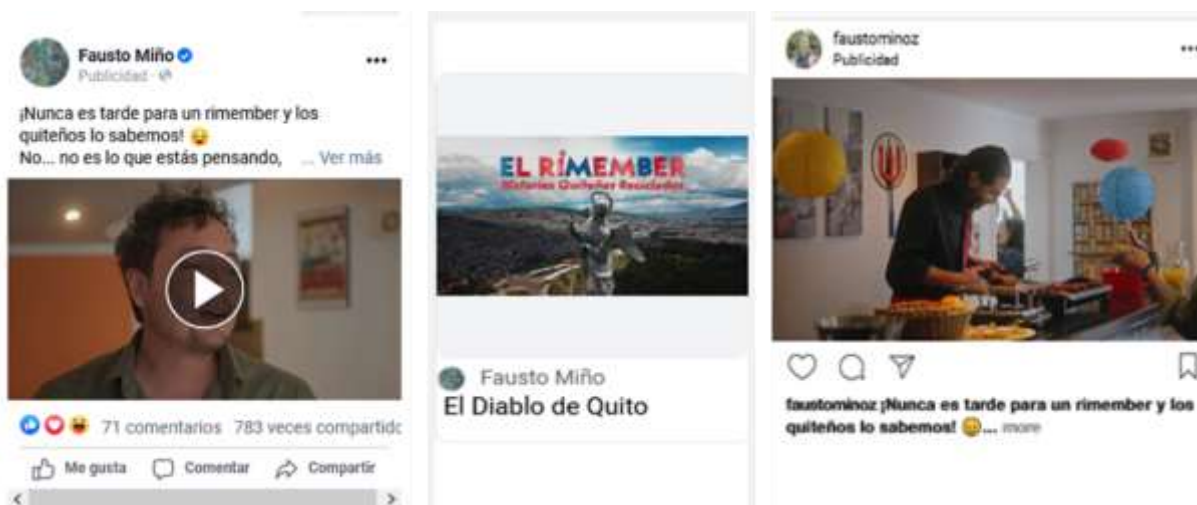 Fausto Miño
Publicidad
¡Nunca es tarde para un rimember y los
quiteños lo sabemos! 😜
No... no es lo que estás pensando, ... Ver más
71 comentarios 783 veces compartido
Me gusta Comentar Compartir
EL RIMEMBER
Historias Quiteñas Recicladas
Fausto Miño
El Diablo de Quito
faustominoz
Publicidad
faustominoz ¡Nunca es tarde para un rimember y los
quiteños lo sabemos! 😜... more